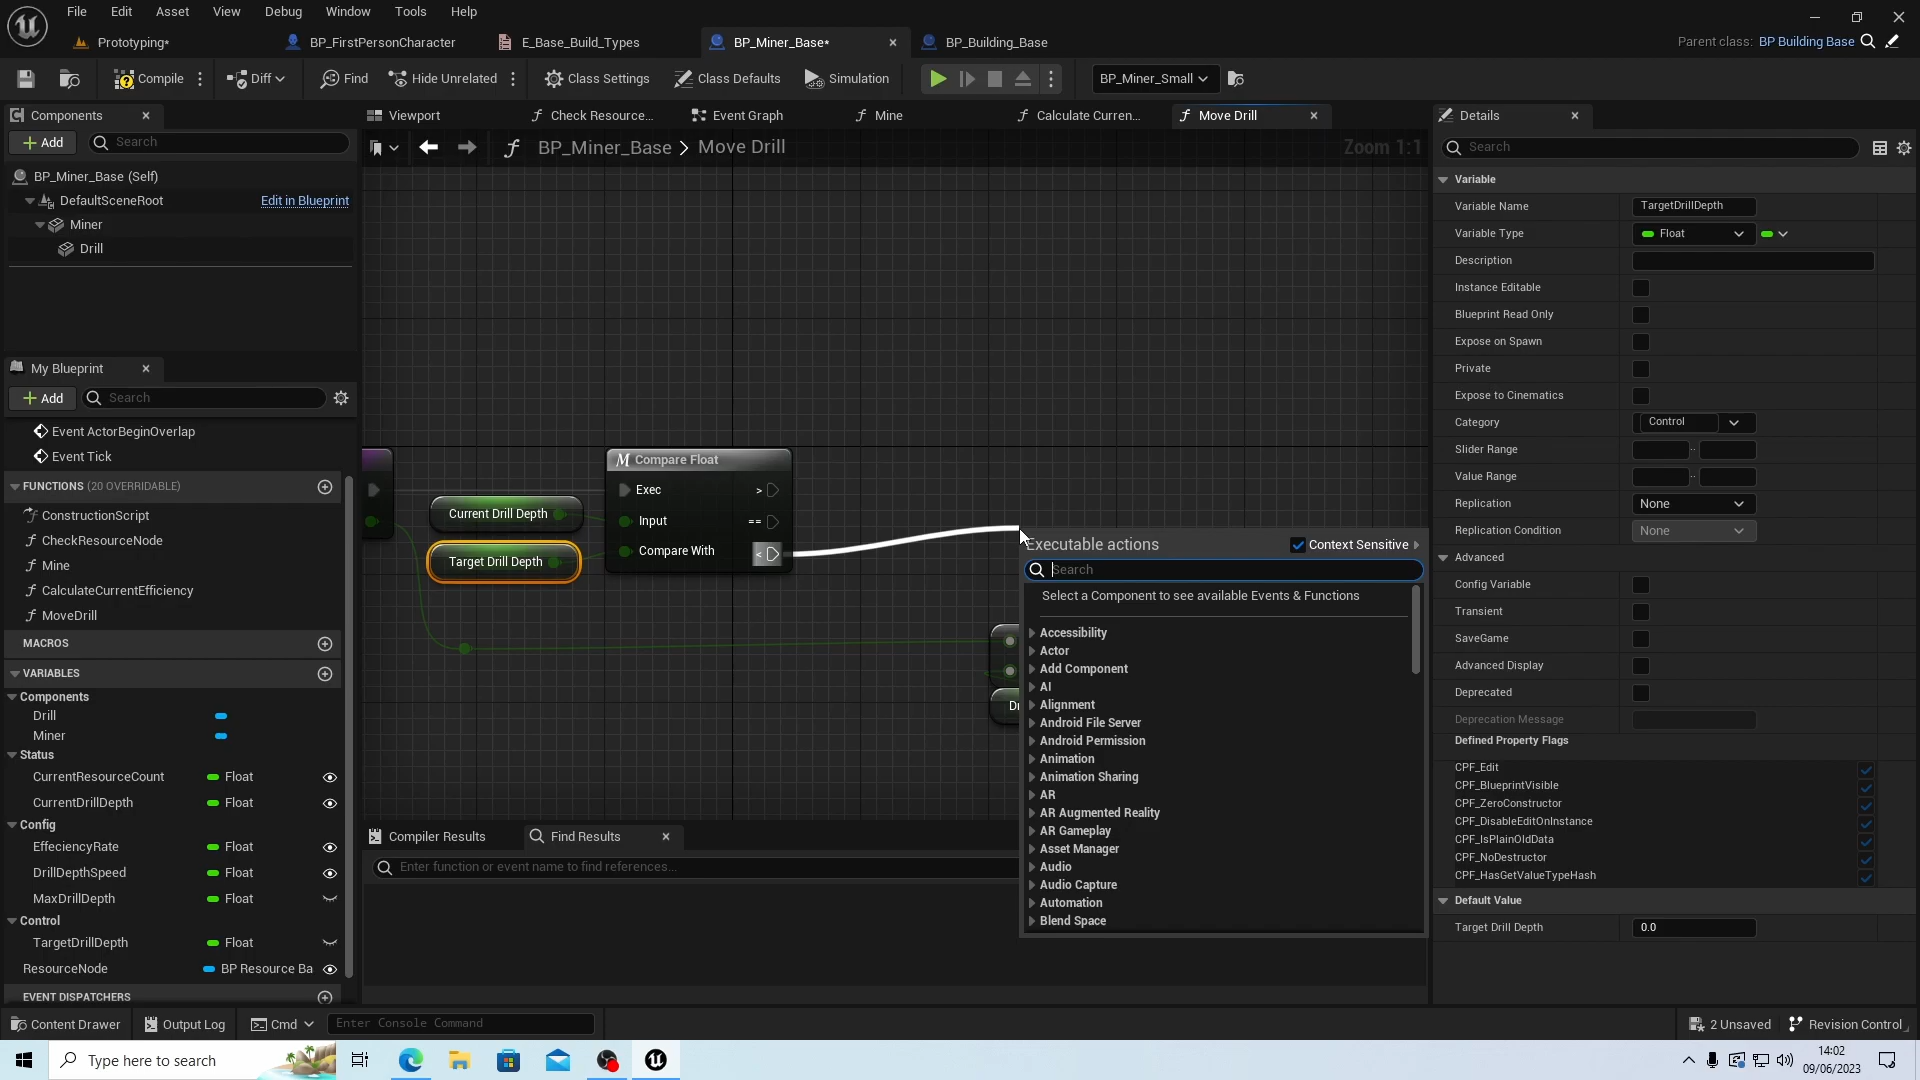 File Edit Asset View Debug Window Tools Help
Prototyping* BP_FirstPersonCharacter E_Base_Build_Types BP_Miner_Base* BP_Building_Base Parent class: BP Building Base
Compile Diff Find Hide Unrelated Class Settings Class Defaults Simulation BP_Miner_Small
Components
Add Search
BP_Miner_Base (Self)
DefaultSceneRoot Edit in Blueprint
Miner
Drill
My Blueprint
Add Search
Event ActorBeginOverlap
Event Tick
FUNCTIONS (20 OVERRIDABLE)
ConstructionScript
CheckResourceNode
Mine
CalculateCurrentEfficiency
MoveDrill
MACROS
VARIABLES
Components
Drill
Miner
Status
CurrentResourceCount Float
CurrentDrillDepth Float
Config
EffeciencyRate Float
DrillDepthSpeed Float
MaxDrillDepth Float
Control
TargetDrillDepth Float
ResourceNode BP Resource Ba
EVENT DISPATCHERS
Viewport Check Resource... Event Graph Mine Calculate Curren... Move Drill
BP_Miner_Base > Move Drill Zoom 1:1
Compare Float
Exec >
Current Drill Depth
Input ==
Compare With <
Target Drill Depth
Dr
Executable actions Context Sensitive
Search
Select a Component to see available Events & Functions
Accessibility
Actor
Add Component
AI
Alignment
Android File Server
Android Permission
Animation
Animation Sharing
AR
AR Augmented Reality
AR Gameplay
Asset Manager
Audio
Audio Capture
Automation
Blend Space
Compiler Results Find Results
Enter function or event name to find references...
Details
Search
Variable
Variable Name TargetDrillDepth
Variable Type Float
Description
Instance Editable
Blueprint Read Only
Expose on Spawn
Private
Expose to Cinematics
Category Control
Slider Range
Value Range
Replication None
Replication Condition None
Advanced
Config Variable
Transient
SaveGame
Advanced Display
Deprecated
Deprecation Message
Defined Property Flags
CPF_Edit
CPF_BlueprintVisible
CPF_ZeroConstructor
CPF_DisableEditOnInstance
CPF_IsPlainOldData
CPF_NoDestructor
CPF_HasGetValueTypeHash
Default Value
Target Drill Depth 0.0
Content Drawer Output Log Cmd Enter Console Command 2 Unsaved Revision Control
Type here to search
14:02
09/06/2023